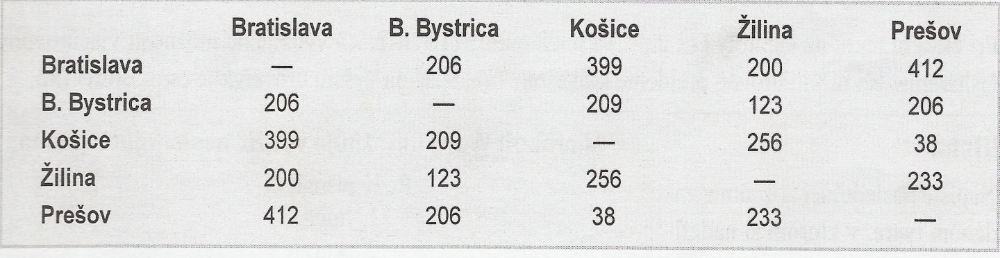 Bratislava B. Bystrica Košice Žilina Prešov
Bratislava — 206 399 200 412
B. Bystrica 206 — 209 123 206
Košice 399 209 — 256 38
Žilina 200 123 256 — 233
Prešov 412 206 38 233 —